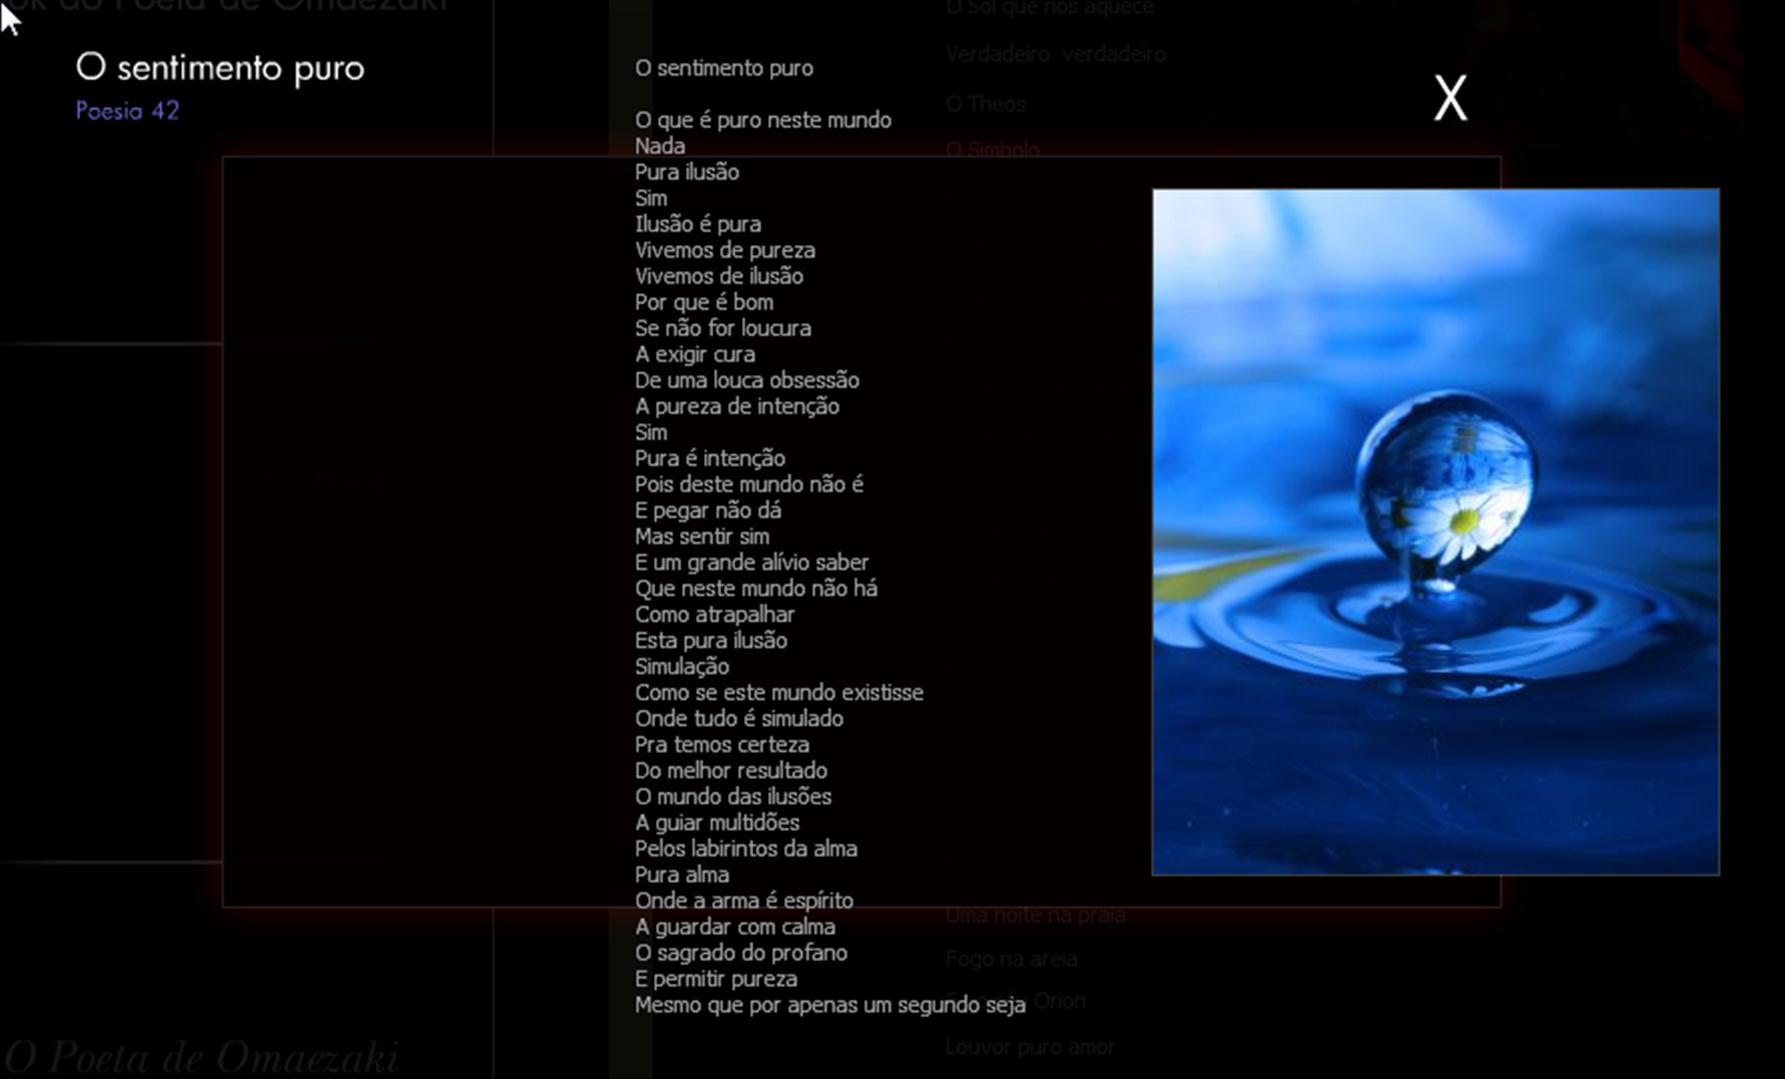 O sentimento puro
Poesia 42
X
O sentimento puro
O que é puro neste mundo
Nada
Pura ilusão
Sim
Ilusão é pura
Vivemos de pureza
Vivemos de ilusão
Por que é bom
Se não for loucura
A exigir cura
De uma louca obsessão
A pureza de intenção
Sim
Pura é intenção
Pois deste mundo não é
E pegar não dá
Mas sentir sim
E um grande alívio saber
Que neste mundo não há
Como atrapalhar
Esta pura ilusão
Simulação
Como se este mundo existisse
Onde tudo é simulado
Pra temos certeza
Do melhor resultado
O mundo das ilusões
A guiar multidões
Pelos labirintos da alma
Pura alma
Onde a arma é espírito
A guardar com calma
O sagrado do profano
E permitir pureza
Mesmo que por apenas um segundo seja
do Poeta de Omaezaki
O Sol que nos aquece
Verdadeiro verdadeiro
O Theos
O Simbolo
Uma noite na praia
Fogo na areia
Orion
Louvor puro amor
O Poeta de Omaezaki